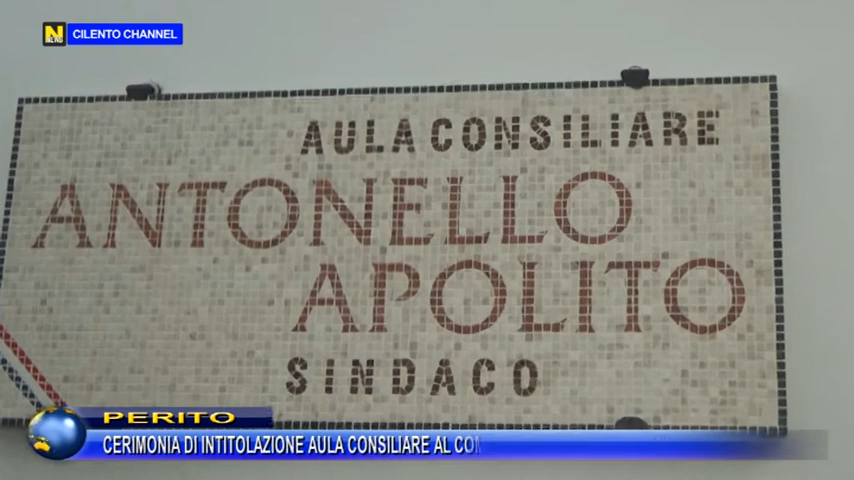 CILENTO CHANNEL
AULA CONSILIARE
ANTONELLO
APOLITO
SINDACO
PERITO
CERIMONIA DI INTITOLAZIONE AULA CONSILIARE AL